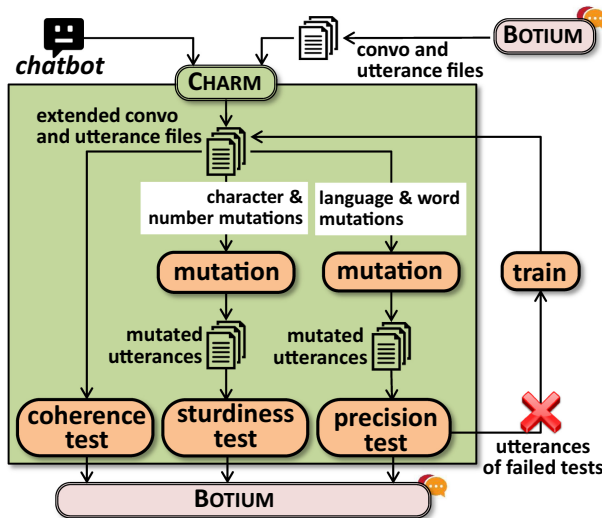 BOTIUM
chatbot
convo and
utterance files
CHARM
extended convo
and utterance files
character &
number mutations
language & word
mutations
mutation
mutation
train
mutated
utterances
mutated
utterances
coherence
test
sturdiness
test
precision
test
utterances
of failed tests
BOTIUM